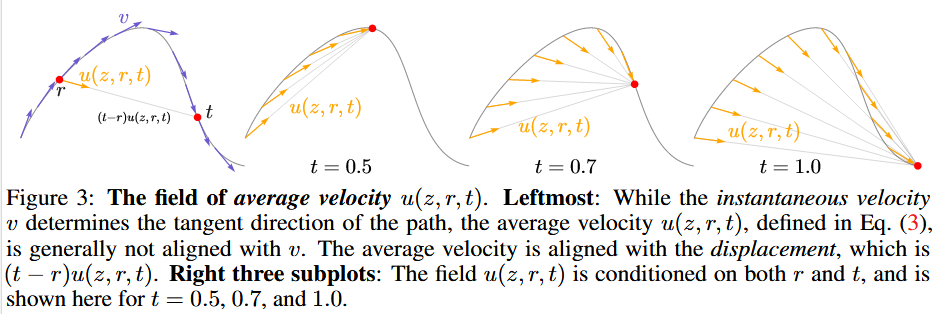 v
u(z, r, t)
r
(t−r)u(z, r, t)
t
u(z, r, t)
t = 0.5
u(z, r, t)
t = 0.7
u(z, r, t)
t = 1.0
Figure 3: The field of average velocity u(z, r, t). Leftmost: While the instantaneous velocity
v determines the tangent direction of the path, the average velocity u(z, r, t), defined in Eq. (3),
is generally not aligned with v. The average velocity is aligned with the displacement, which is
(t − r)u(z, r, t). Right three subplots: The field u(z, r, t) is conditioned on both r and t, and is
shown here for t = 0.5, 0.7, and 1.0.